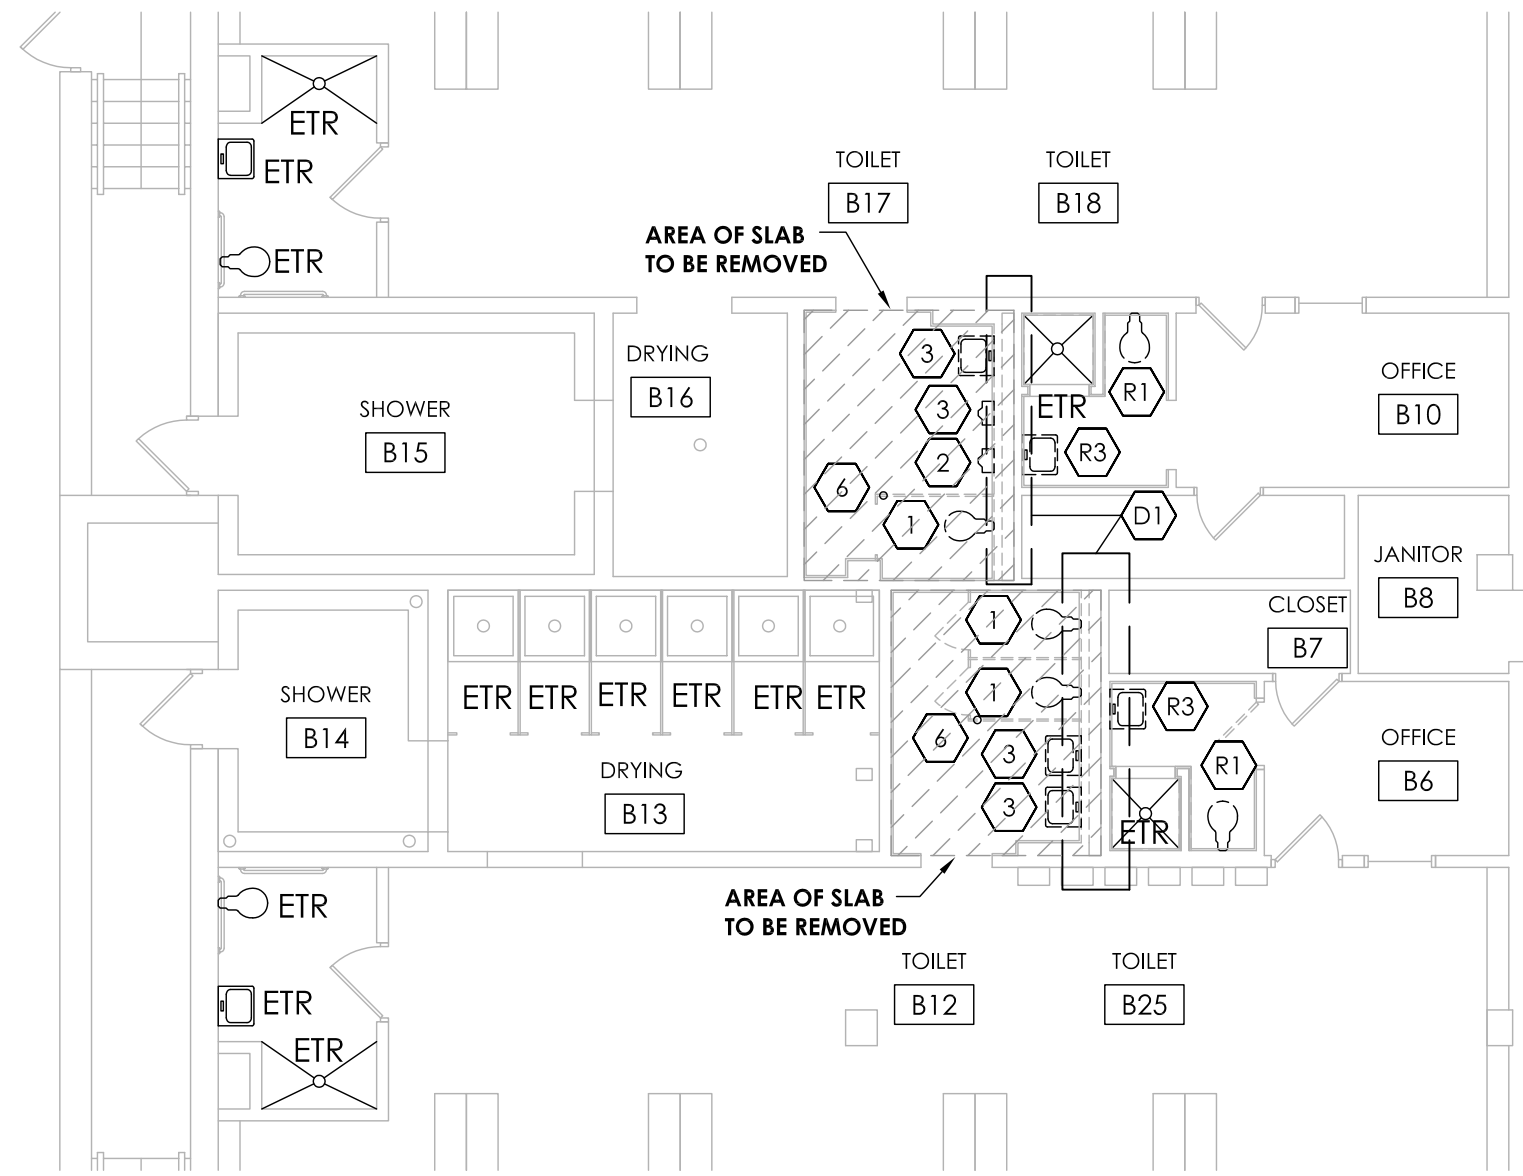 ETR
ETR
ETR
TOILET
B17
TOILET
B18
AREA OF SLAB
TO BE REMOVED
SHOWER
B15
DRYING
B16
3
3
2
6
1
ETR
R1
R3
D1
OFFICE
B10
JANITOR
B8
CLOSET
B7
SHOWER
B14
ETR
ETR
ETR
ETR
ETR
ETR
DRYING
B13
1
1
6
3
3
R3
R1
ETR
OFFICE
B6
AREA OF SLAB
TO BE REMOVED
TOILET
B12
TOILET
B25
ETR
ETR
ETR